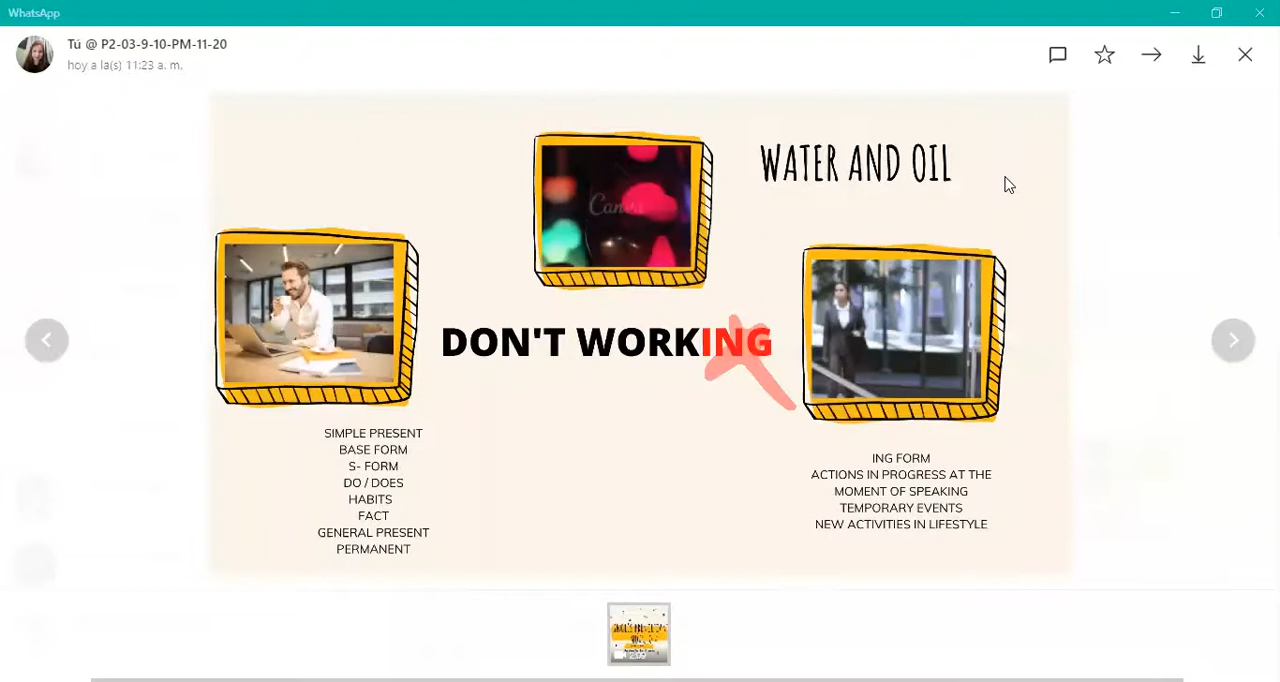 WhatsApp
Tú @ P2-03-9-10-PM-11-20
hoy a la(s) 11:23 a. m.
WATER AND OIL
Canva
DON'T WORKING
SIMPLE PRESENT
BASE FORM
S- FORM
DO / DOES
HABITS
FACT
GENERAL PRESENT
PERMANENT
ING FORM
ACTIONS IN PROGRESS AT THE
MOMENT OF SPEAKING
TEMPORARY EVENTS
NEW ACTIVITIES IN LIFESTYLE